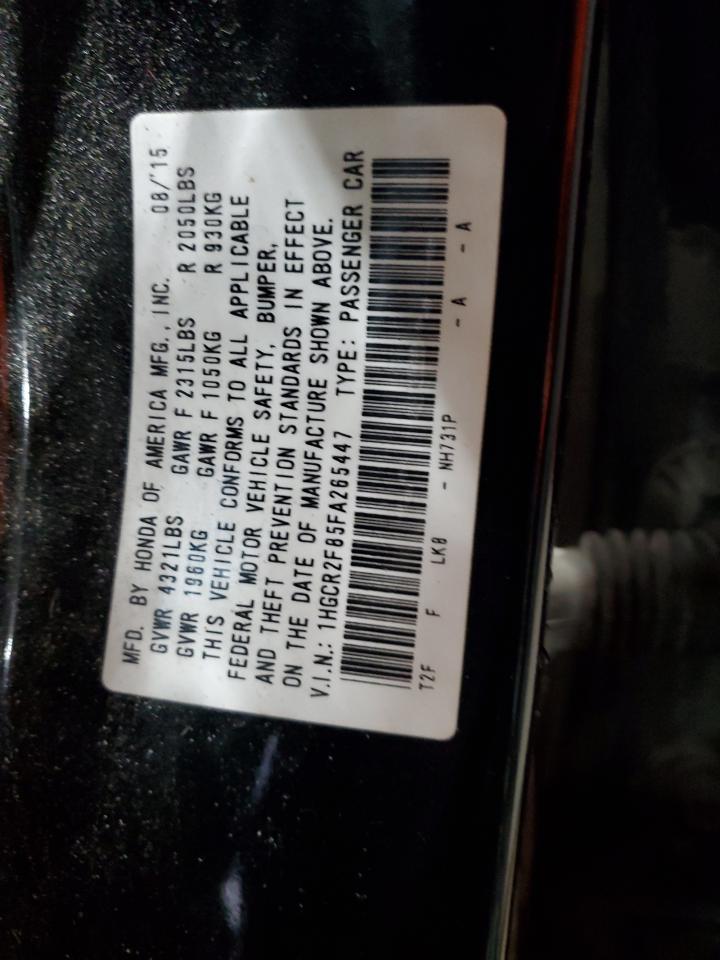 MFD. BY HONDA OF AMERICA MFG., INC. 08/'15
GVWR 4321LBS GAWR F 2315LBS R 2050LBS
GVWR 1960KG GAWR F 1050KG R 930KG
THIS VEHICLE CONFORMS TO ALL APPLICABLE
FEDERAL MOTOR VEHICLE SAFETY, BUMPER,
AND THEFT PREVENTION STANDARDS IN EFFECT
ON THE DATE OF MANUFACTURE SHOWN ABOVE.
V.I.N.: 1HGCR2F85FA265447 TYPE: PASSENGER CAR
T2F F LK8 - NH731P - A - A